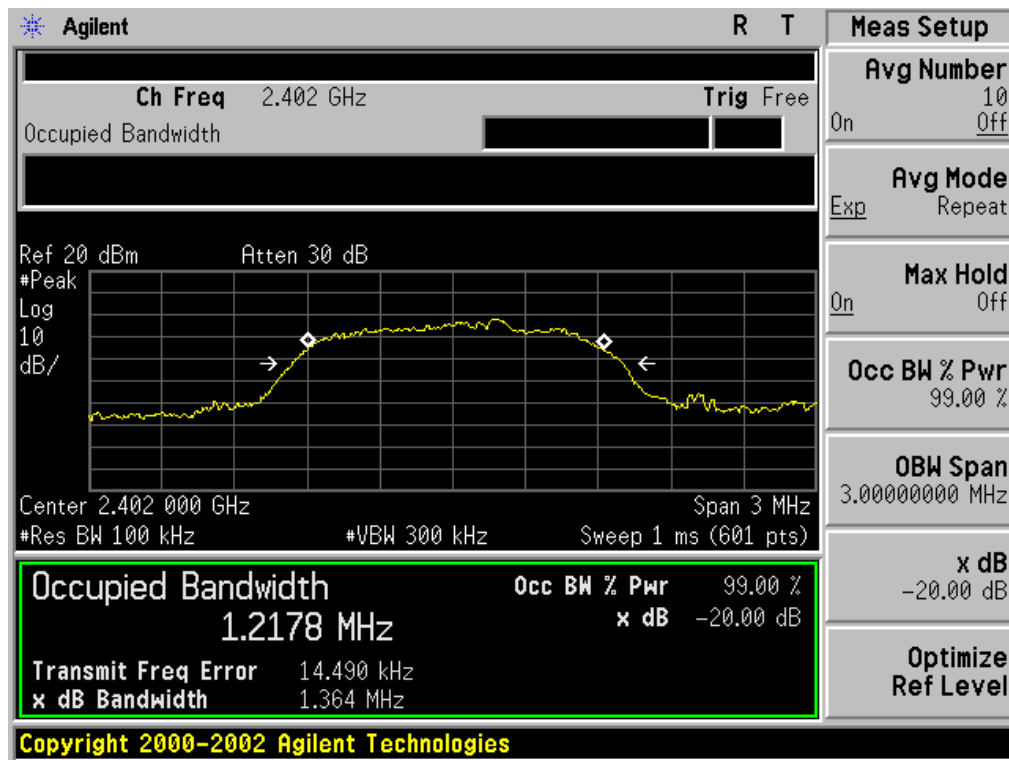 Agilent R T
Meas Setup
Ch Freq 2.402 GHz Trig Free
Occupied Bandwidth
Avg Number
10
On Off
Avg Mode
Exp Repeat
Max Hold
On Off
Occ BW % Pwr
99.00 %
OBW Span
3.00000000 MHz
x dB
-20.00 dB
Optimize
Ref Level
Ref 20 dBm Atten 30 dB
#Peak
Log
10
dB/
Center 2.402 000 GHz Span 3 MHz
#Res BW 100 kHz #VBW 300 kHz Sweep 1 ms (601 pts)
Occupied Bandwidth Occ BW % Pwr 99.00 %
1.2178 MHz x dB -20.00 dB
Transmit Freq Error 14.490 kHz
x dB Bandwidth 1.364 MHz
Copyright 2000-2002 Agilent Technologies